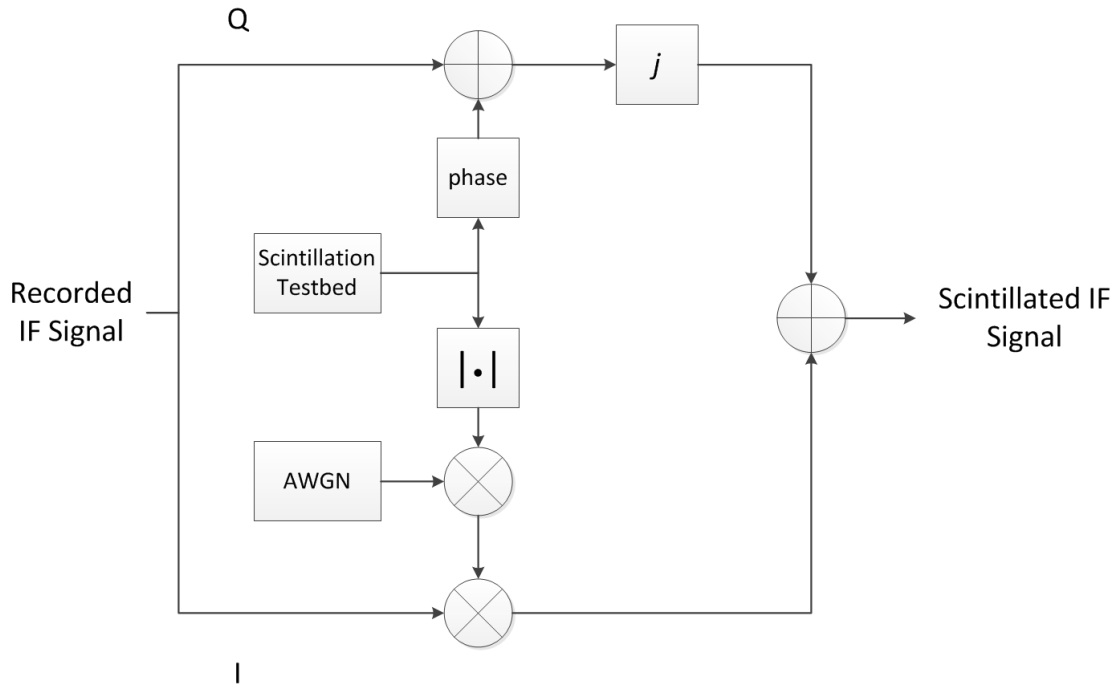 Q
j
phase
Scintillation
Testbed
Recorded
IF Signal
Scintillated IF
Signal
|•|
AWGN
I